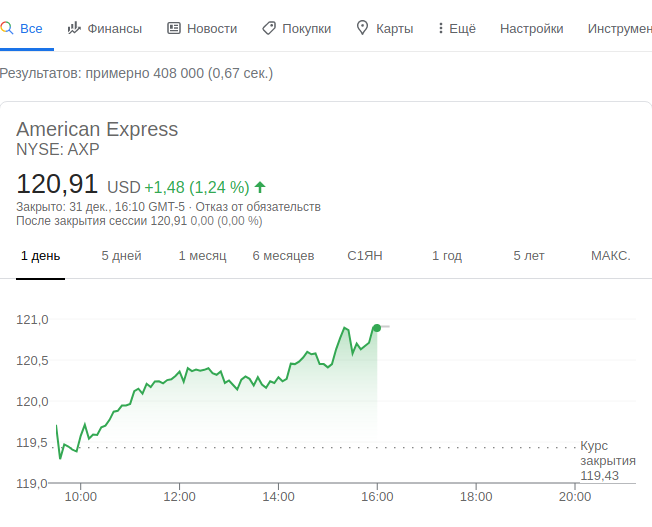 Все Финансы Новости Покупки Карты Ещё Настройки Инструмен
Результатов: примерно 408 000 (0,67 сек.)
American Express
NYSE: AXP
120,91 USD +1,48 (1,24 %)
Закрыто: 31 дек., 16:10 GMT-5 · Отказ от обязательств
После закрытия сессии 120,91 0,00 (0,00 %)
1 день 5 дней 1 месяц 6 месяцев С1ЯН 1 год 5 лет МАКС.
121,0
120,5
120,0
119,5
Курс
закрытия
119,43
119,0
10:00 12:00 14:00 16:00 18:00 20:00